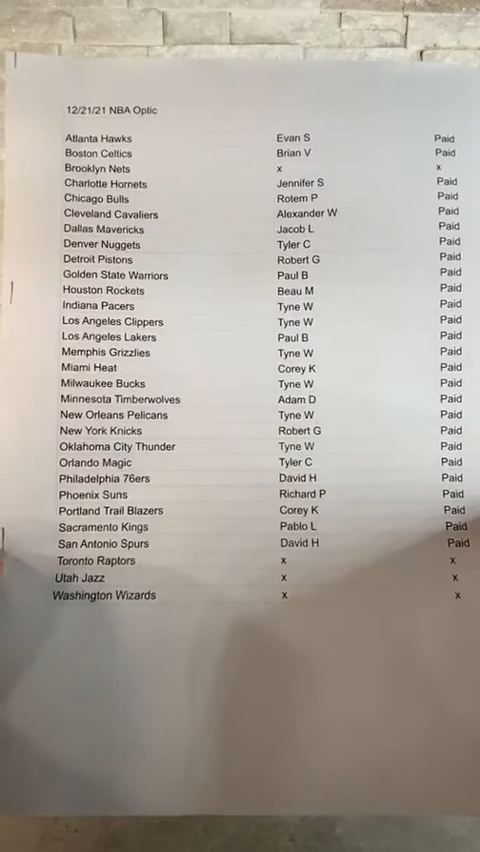 12/21/21 NBA Optic
Atlanta Hawks Evan S Paid
Boston Celtics Brian V Paid
Brooklyn Nets x x
Charlotte Hornets Jennifer S Paid
Chicago Bulls Rotem P Paid
Cleveland Cavaliers Alexander W Paid
Dallas Mavericks Jacob L Paid
Denver Nuggets Tyler C Paid
Detroit Pistons Robert G Paid
Golden State Warriors Paul B Paid
Houston Rockets Beau M Paid
Indiana Pacers Tyne W Paid
Los Angeles Clippers Tyne W Paid
Los Angeles Lakers Paul B Paid
Memphis Grizzlies Tyne W Paid
Miami Heat Corey K Paid
Milwaukee Bucks Tyne W Paid
Minnesota Timberwolves Adam D Paid
New Orleans Pelicans Tyne W Paid
New York Knicks Robert G Paid
Oklahoma City Thunder Tyne W Paid
Orlando Magic Tyler C Paid
Philadelphia 76ers David H Paid
Phoenix Suns Richard P Paid
Portland Trail Blazers Corey K Paid
Sacramento Kings Pablo L Paid
San Antonio Spurs David H Paid
Toronto Raptors x x
Utah Jazz x x
Washington Wizards x x